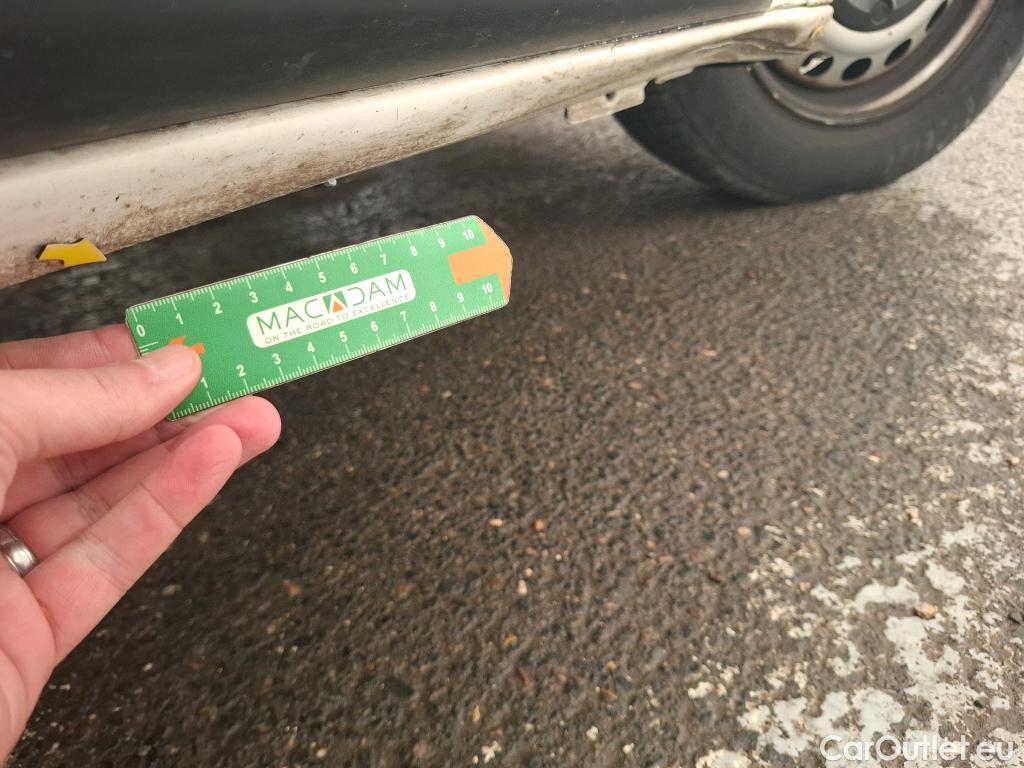 0 1 2 3 4 5 6 7 8 9 10
MACADAM
ON THE ROAD TO EXCELLENCE
1 2 3 4 5 6 7 8 9 10
CarOutlet.eu